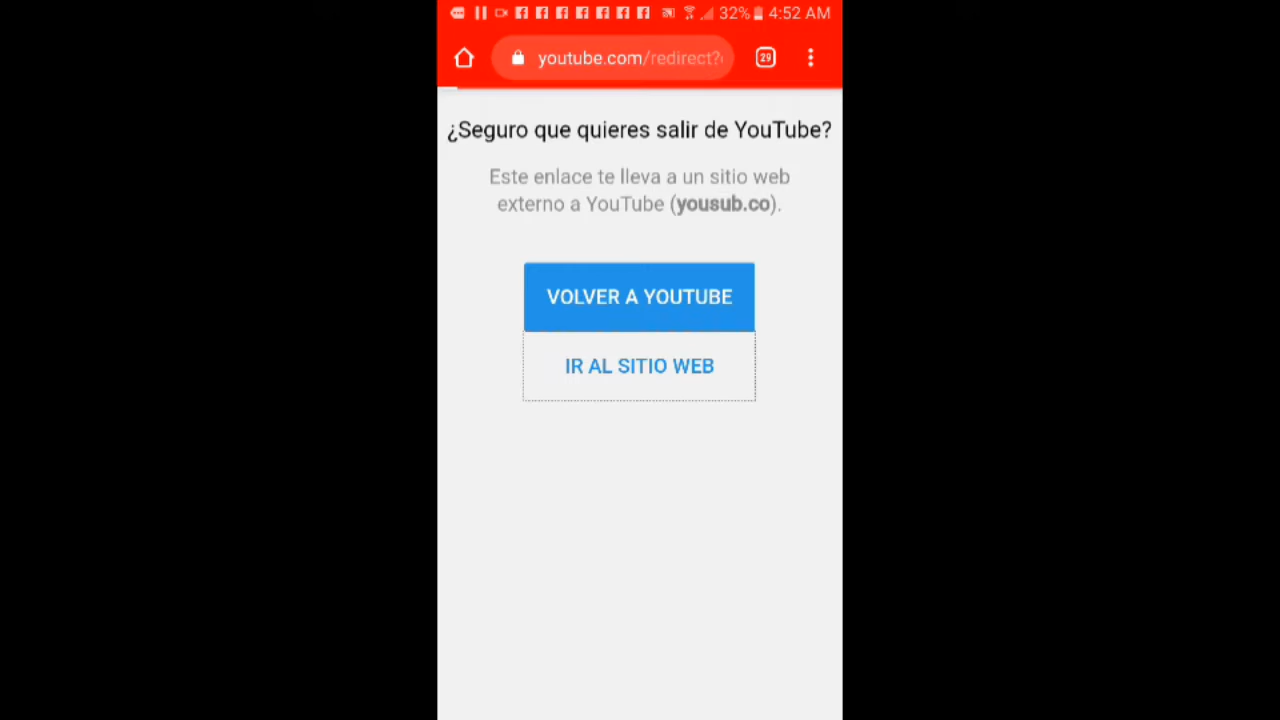 32% 4:52 AM
youtube.com/redirect?
29
¿Seguro que quieres salir de YouTube?
Este enlace te lleva a un sitio web
externo a YouTube (yousub.co).
VOLVER A YOUTUBE
IR AL SITIO WEB